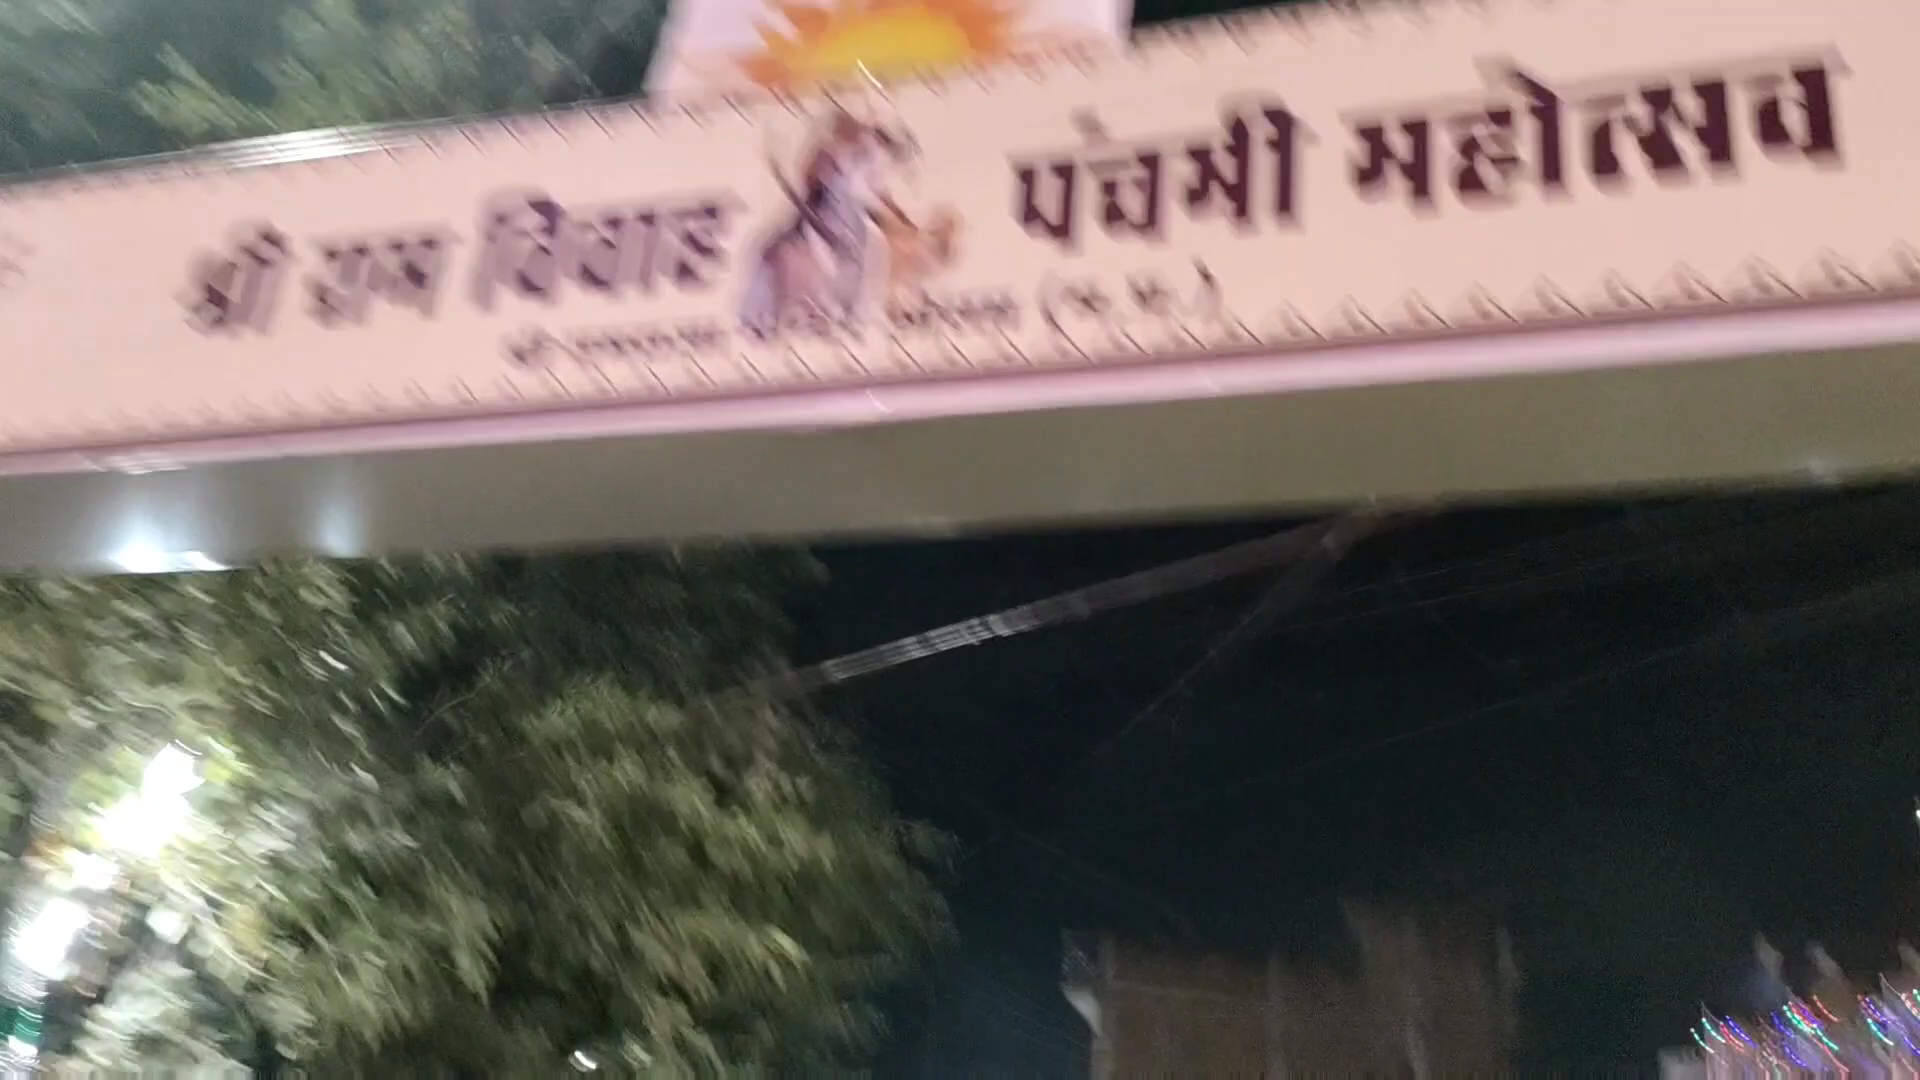 श्री राम विवाह पंचमी महोत्सव
श्री (म.प्र.)